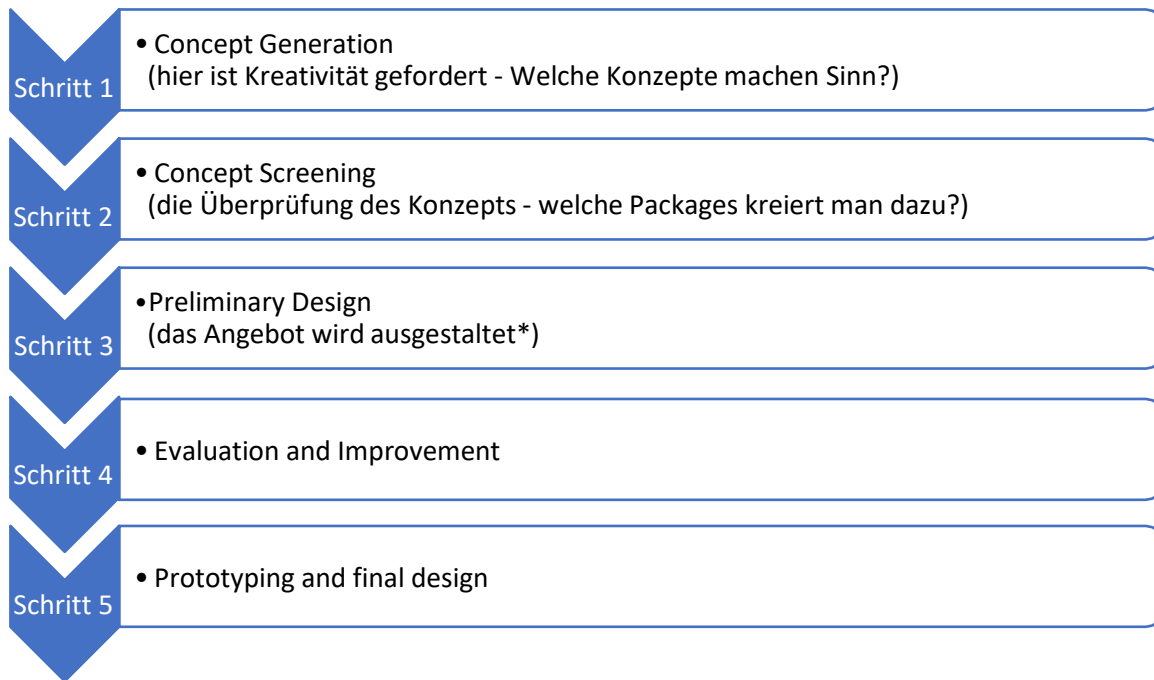 Schritt 1
• Concept Generation
(hier ist Kreativität gefordert - Welche Konzepte machen Sinn?)
Schritt 2
• Concept Screening
(die Überprüfung des Konzepts - welche Packages kreiert man dazu?)
Schritt 3
•Preliminary Design
(das Angebot wird ausgestaltet*)
Schritt 4
• Evaluation and Improvement
Schritt 5
• Prototyping and final design